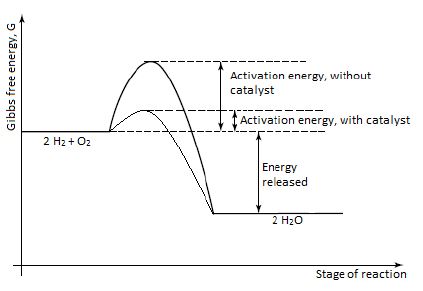 Gibbs free energy, G
Activation energy, without
catalyst
Activation energy, with catalyst
2 H₂ + O₂
Energy
released
2 H₂O
Stage of reaction